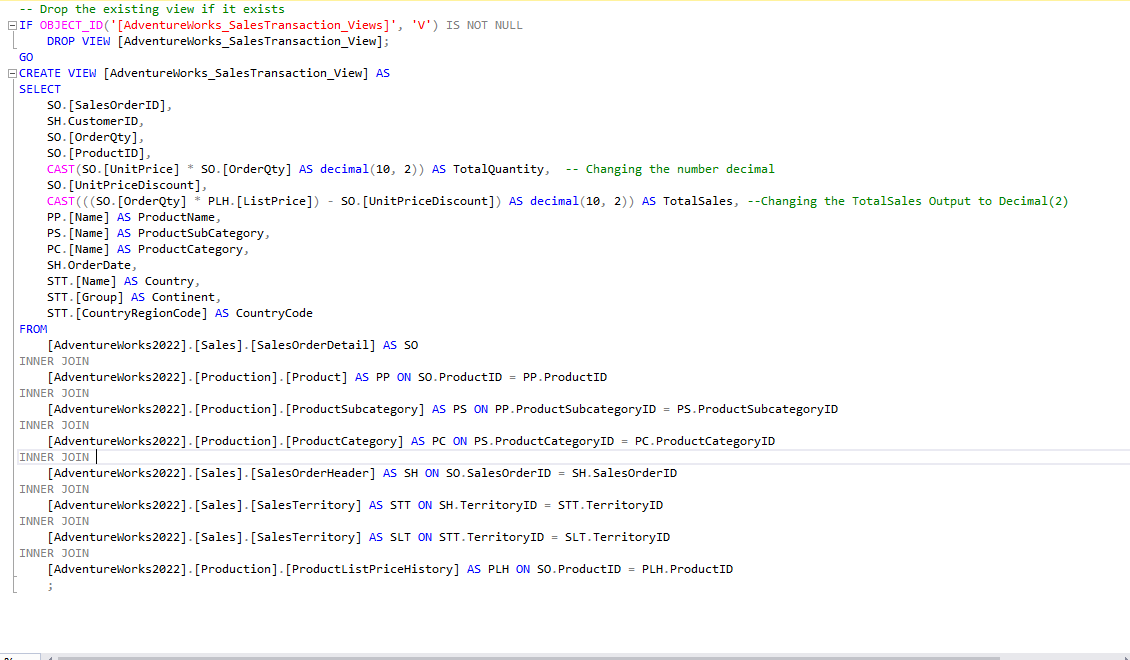 -- Drop the existing view if it exists
IF OBJECT_ID('[AdventureWorks_SalesTransaction_Views]', 'V') IS NOT NULL
    DROP VIEW [AdventureWorks_SalesTransaction_View];
GO
CREATE VIEW [AdventureWorks_SalesTransaction_View] AS
SELECT
    SO.[SalesOrderID],
    SH.CustomerID,
    SO.[OrderQty],
    SO.[ProductID],
    CAST(SO.[UnitPrice] * SO.[OrderQty] AS decimal(10, 2)) AS TotalQuantity,  -- Changing the number decimal
    SO.[UnitPriceDiscount],
    CAST(((SO.[OrderQty] * PLH.[ListPrice]) - SO.[UnitPriceDiscount]) AS decimal(10, 2)) AS TotalSales, --Changing the TotalSales Output to Decimal(2)
    PP.[Name] AS ProductName,
    PS.[Name] AS ProductSubCategory,
    PC.[Name] AS ProductCategory,
    SH.OrderDate,
    STT.[Name] AS Country,
    STT.[Group] AS Continent,
    STT.[CountryRegionCode] AS CountryCode
FROM
    [AdventureWorks2022].[Sales].[SalesOrderDetail] AS SO
INNER JOIN
    [AdventureWorks2022].[Production].[Product] AS PP ON SO.ProductID = PP.ProductID
INNER JOIN
    [AdventureWorks2022].[Production].[ProductSubcategory] AS PS ON PP.ProductSubcategoryID = PS.ProductSubcategoryID
INNER JOIN
    [AdventureWorks2022].[Production].[ProductCategory] AS PC ON PS.ProductCategoryID = PC.ProductCategoryID
INNER JOIN
    [AdventureWorks2022].[Sales].[SalesOrderHeader] AS SH ON SO.SalesOrderID = SH.SalesOrderID
INNER JOIN
    [AdventureWorks2022].[Sales].[SalesTerritory] AS STT ON SH.TerritoryID = STT.TerritoryID
INNER JOIN
    [AdventureWorks2022].[Sales].[SalesTerritory] AS SLT ON STT.TerritoryID = SLT.TerritoryID
INNER JOIN
    [AdventureWorks2022].[Production].[ProductListPriceHistory] AS PLH ON SO.ProductID = PLH.ProductID
    ;